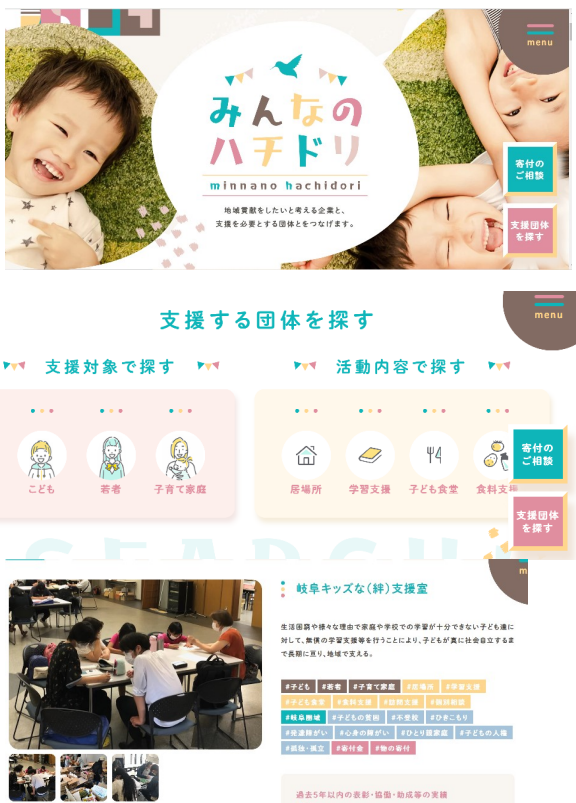 menu
みんなの
ハチドリ
minnano hachidori
地域貢献をしたいと考える企業と、
支援を必要とする団体とをつなげます。
寄付の
ご相談
支援団体
を探す
menu
支援する団体を探す
支援対象で探す
活動内容で探す
こども
若者
子育て家庭
居場所
学習支援
子ども食堂
食料支援
寄付の
ご相談
支援団体
を探す
m
岐阜キッズな(絆)支援室
生活困窮や様々な理由で家庭や学校での学習が十分できない子ども達に
対して、無償の学習支援等を行うことにより、子どもが真に社会自立するま
で長期に亘り、地域で支える。
#子ども #若者 #子育て家庭 #居場所 #学習支援
#子ども食堂 #食料支援 #訪問支援 #無料相談
#岐阜圏域 #子どもの貧困 #不登校 #ひきこもり
#発達障がい #心身の障がい #ひとり親家庭 #子どもの人権
#孤独・孤立 #寄付金 #物の寄付
過去5年以内の表彰・協働・助成等の実績